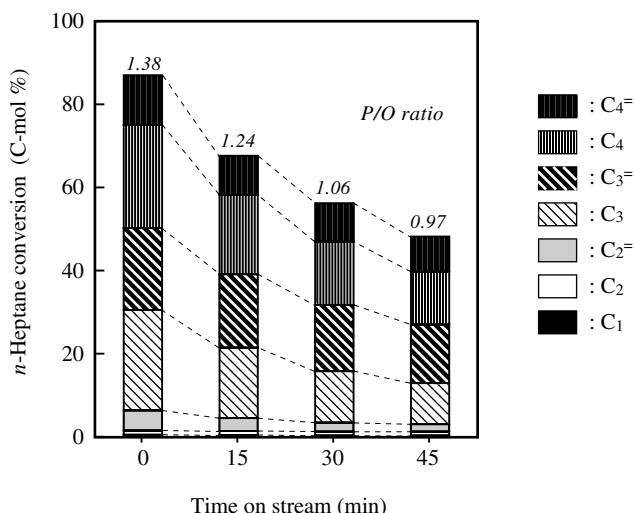 100
80
60
40
20
0
n-Heptane conversion (C-mol %)
1.38
1.24
1.06
0.97
P/O ratio
0 15 30 45
Time on stream (min)
: C₄=
: C₄
: C₃=
: C₃
: C₂=
: C₂
: C₁